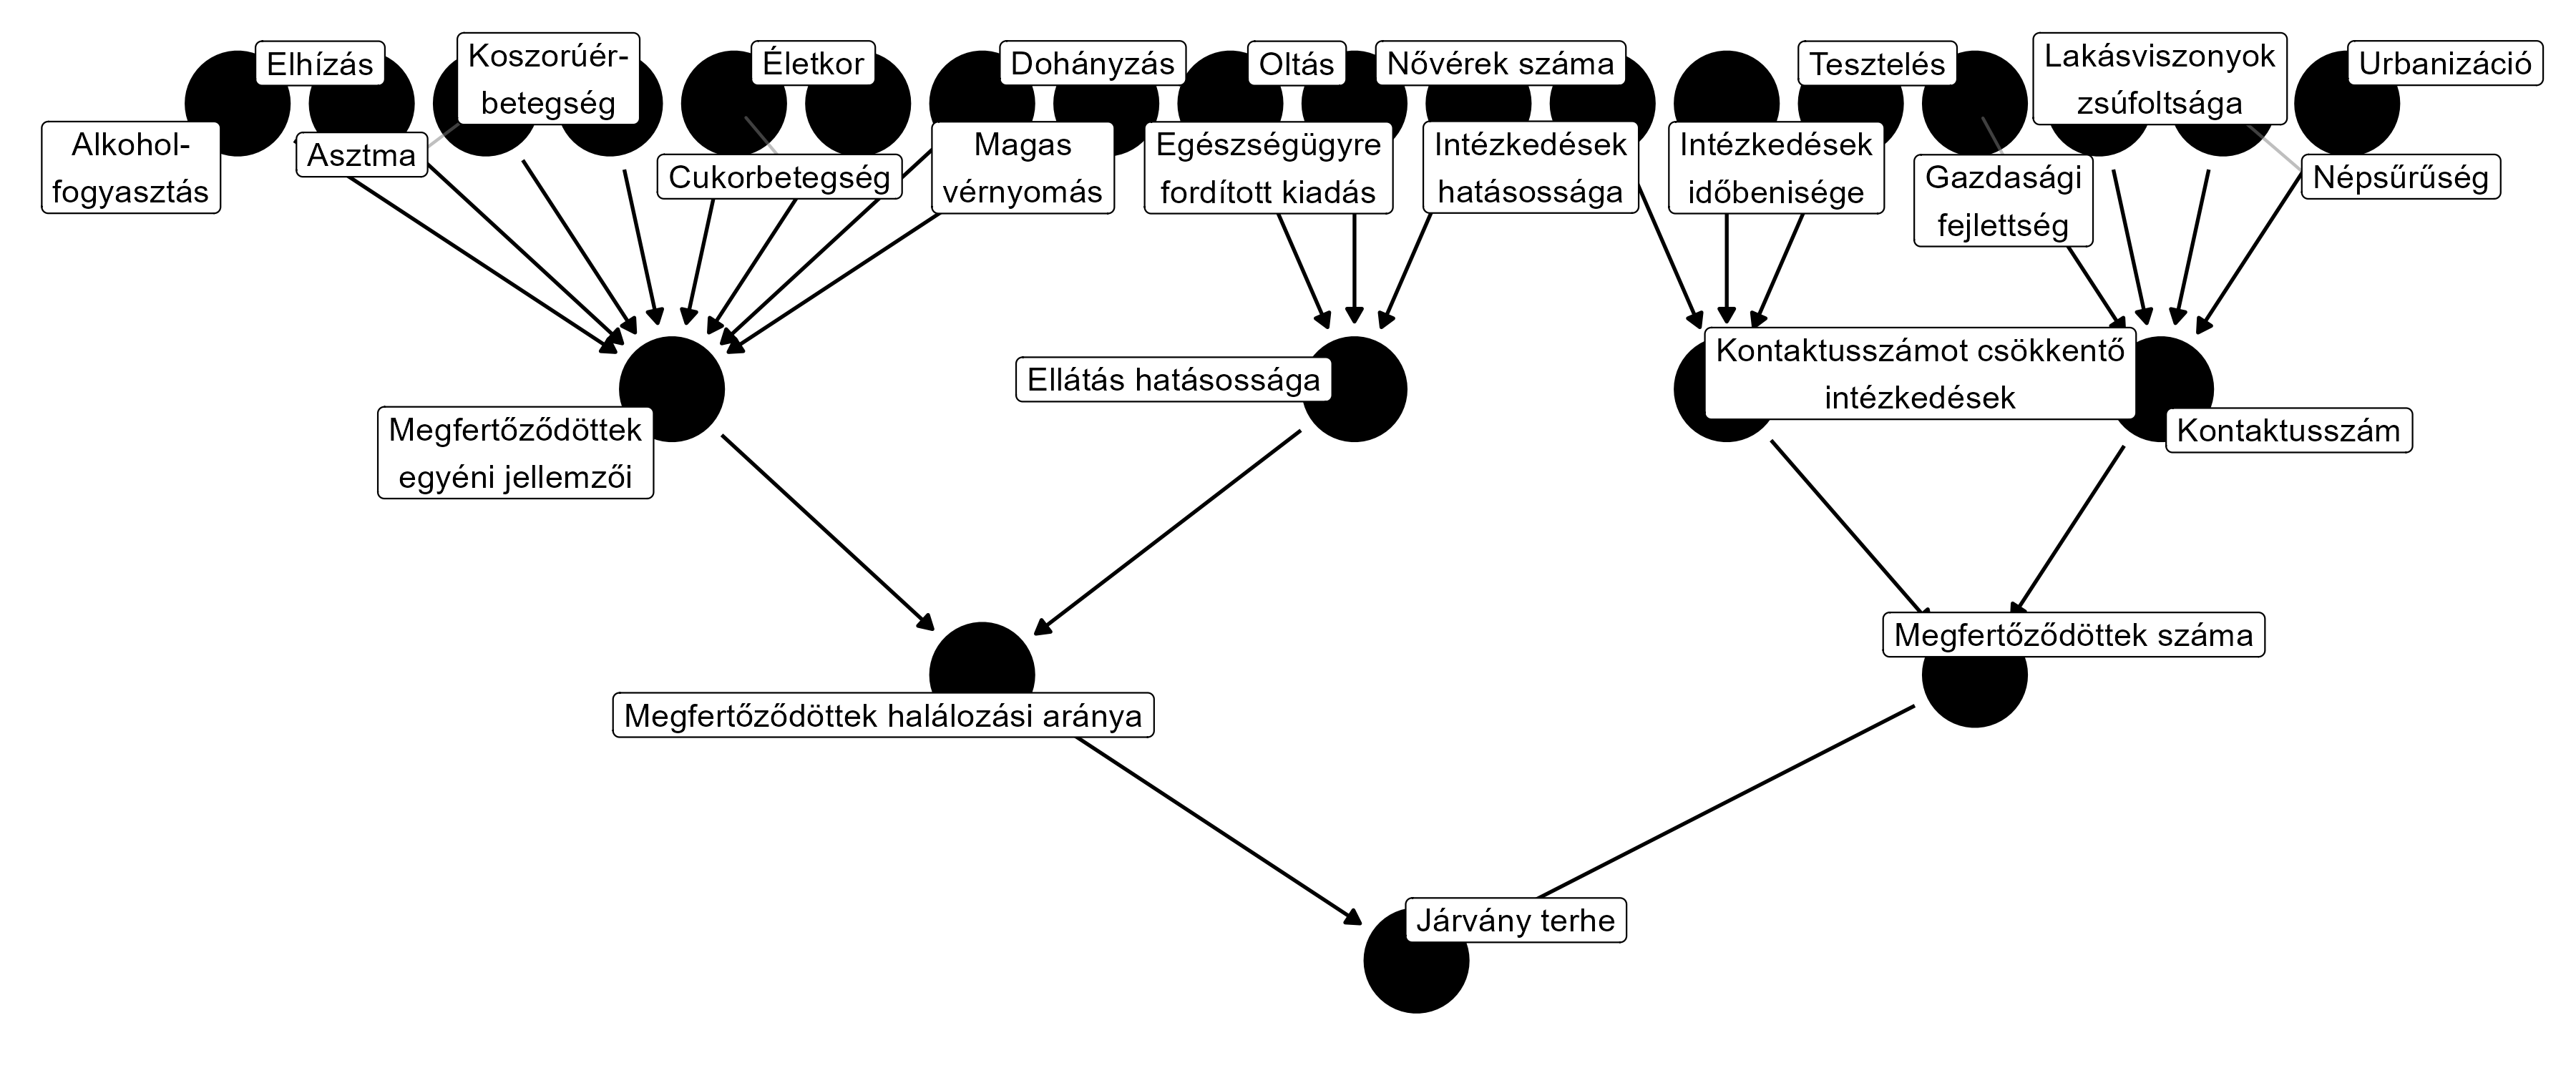 Elhízás
Koszorúér-
betegség
Életkor
Dohányzás
Oltás
Nővérek száma
Tesztelés
Lakásviszonyok
zsúfoltsága
Urbanizáció
Alkohol-
fogyasztás
Asztma
Cukorbetegség
Magas
vérnyomás
Egészségügyre
fordított kiadás
Intézkedések
hatásossága
Intézkedések
időbenisége
Gazdasági
fejlettség
Népsűrűség
Megfertőződöttek
egyéni jellemzői
Ellátás hatásossága
Kontaktusszámot csökkentő
intézkedések
Kontaktusszám
Megfertőződöttek halálozási aránya
Megfertőződöttek száma
Járvány terhe